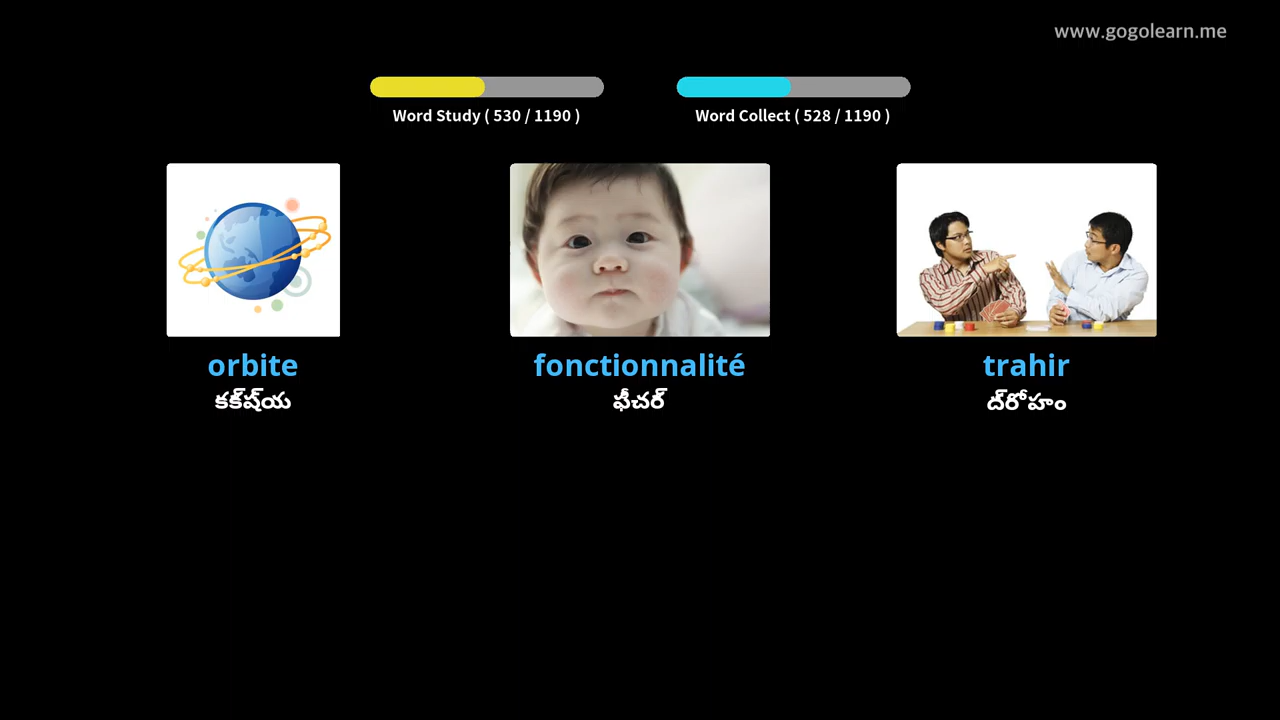 www.gogolearn.me
Word Study ( 530 / 1190 )
Word Collect ( 528 / 1190 )
orbite
fonctionnalité
trahir
కక్ష్య
ఫీచర్
ద్రోహం